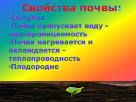 Свойства почвы:
-Сыпучая
-Почва пропускает воду –
водопроницаемость
-Почва нагревается и
охлаждается –
теплопроводность
-Плодородие